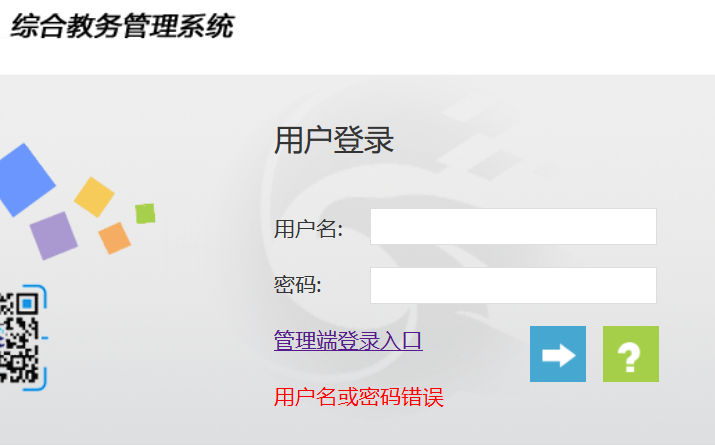 综合教务管理系统
用户登录
用户名:
密码:
管理端登录入口
用户名或密码错误